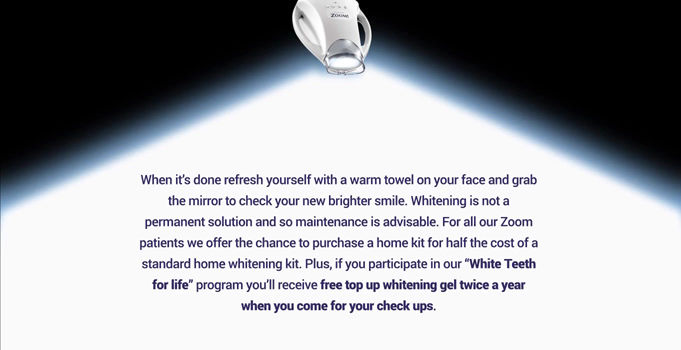 ZOOM!
When it's done refresh yourself with a warm towel on your face and grab
the mirror to check your new brighter smile. Whitening is not a
permanent solution and so maintenance is advisable. For all our Zoom
patients we offer the chance to purchase a home kit for half the cost of a
standard home whitening kit. Plus, if you participate in our “White Teeth
for life” program you’ll receive free top up whitening gel twice a year
when you come for your check ups.